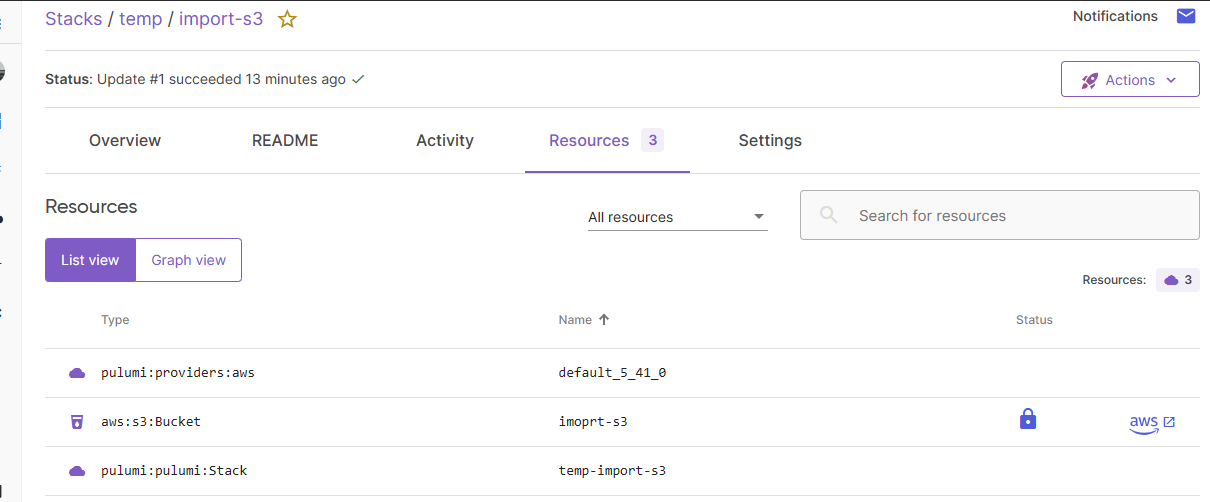 Stacks / temp / import-s3
Notifications
Status: Update #1 succeeded 13 minutes ago
Actions
Overview README Activity Resources 3 Settings
Resources
All resources
Search for resources
List view Graph view
Resources: 3
Type Name Status
pulumi:providers:aws default_5_41_0
aws:s3:Bucket imoprt-s3 aws
pulumi:pulumi:Stack temp-import-s3